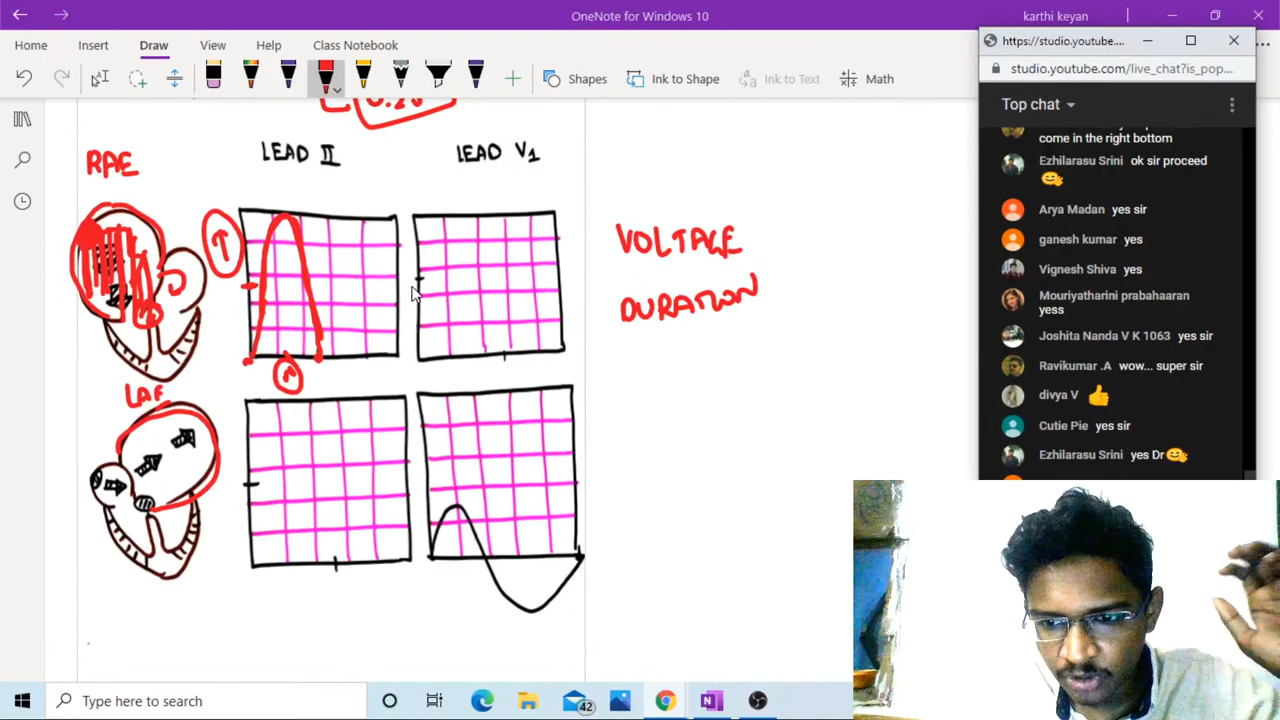 OneNote for Windows 10
karthi keyan
Home
Insert
Draw
View
Help
Class Notebook
Shapes
Ink to Shape
Ink to Text
Math
https://studio.youtube....
studio.youtube.com/live_chat?is_pop...
Top chat
come in the right bottom
Ezhilarasu Srini ok sir proceed
Arya Madan yes sir
ganesh kumar yes
Vignesh Shiva yes
Mouriyatharini prabahaaran
yess
Joshita Nanda V K 1063 yes sir
Ravikumar .A wow... super sir
divya V
Cutie Pie yes sir
Ezhilarasu Srini yes Dr
RAE
LEAD II
LEAD V1
VOLTAGE
DURATION
LAE
Type here to search
42